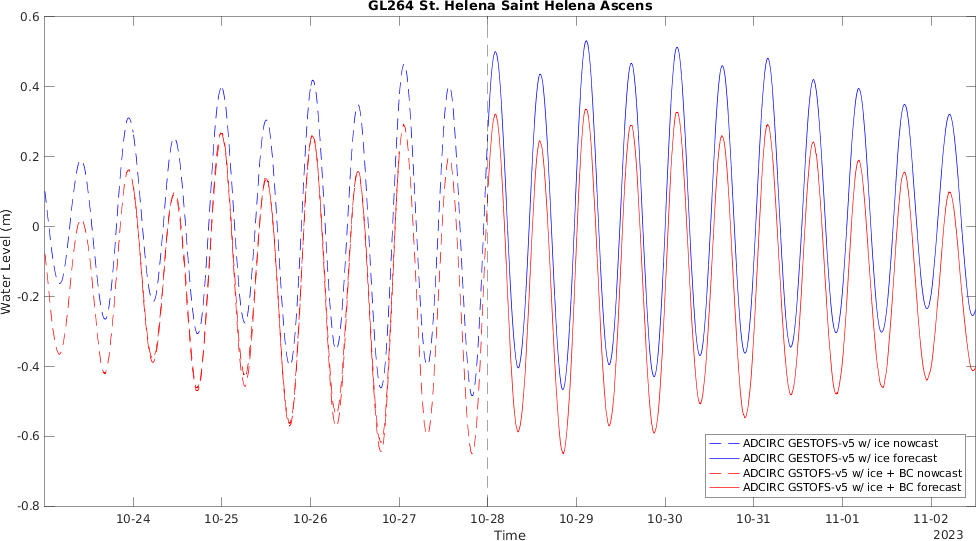 GL264 St. Helena Saint Helena Ascens
0.6
0.4
0.2
0
-0.2
-0.4
-0.6
-0.8
Water Level (m)
ADCIRC GESTOFS-v5 w/ ice nowcast
ADCIRC GESTOFS-v5 w/ ice forecast
ADCIRC GSTOFS-v5 w/ ice + BC nowcast
ADCIRC GSTOFS-v5 w/ ice + BC forecast
10-24 10-25 10-26 10-27 10-28 10-29 10-30 10-31 11-01 11-02
Time
2023